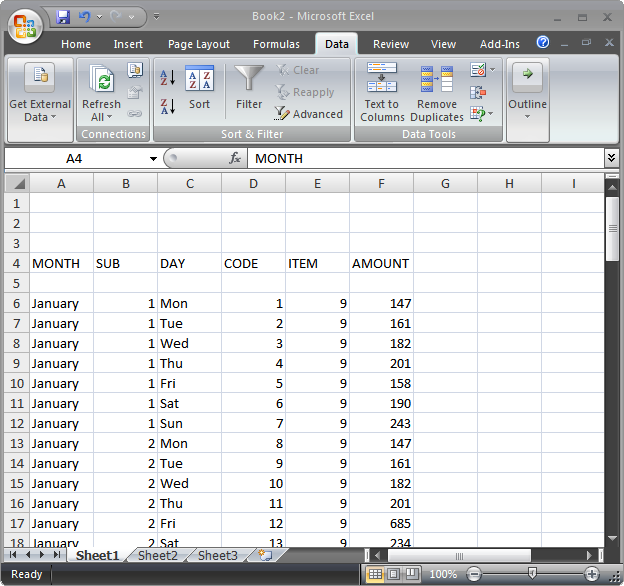 Book2 - Microsoft Excel
Home Insert Page Layout Formulas Data Review View Add-Ins
Get External Data
Refresh All
Connections
A Z Z A
A Z Z A Sort
Filter
Clear
Reapply
Advanced
Sort & Filter
Text to Columns
Remove Duplicates
Data Tools
Outline
A4 fx MONTH
A B C D E F G H I
1
2
3
4 MONTH SUB DAY CODE ITEM AMOUNT
5
6 January 1 Mon 1 9 147
7 January 1 Tue 2 9 161
8 January 1 Wed 3 9 182
9 January 1 Thu 4 9 201
10 January 1 Fri 5 9 158
11 January 1 Sat 6 9 190
12 January 1 Sun 7 9 243
13 January 2 Mon 8 9 147
14 January 2 Tue 9 9 161
15 January 2 Wed 10 9 182
16 January 2 Thu 11 9 201
17 January 2 Fri 12 9 685
18 January 2 Sat 13 9 234
Sheet1 Sheet2 Sheet3
Ready 100%